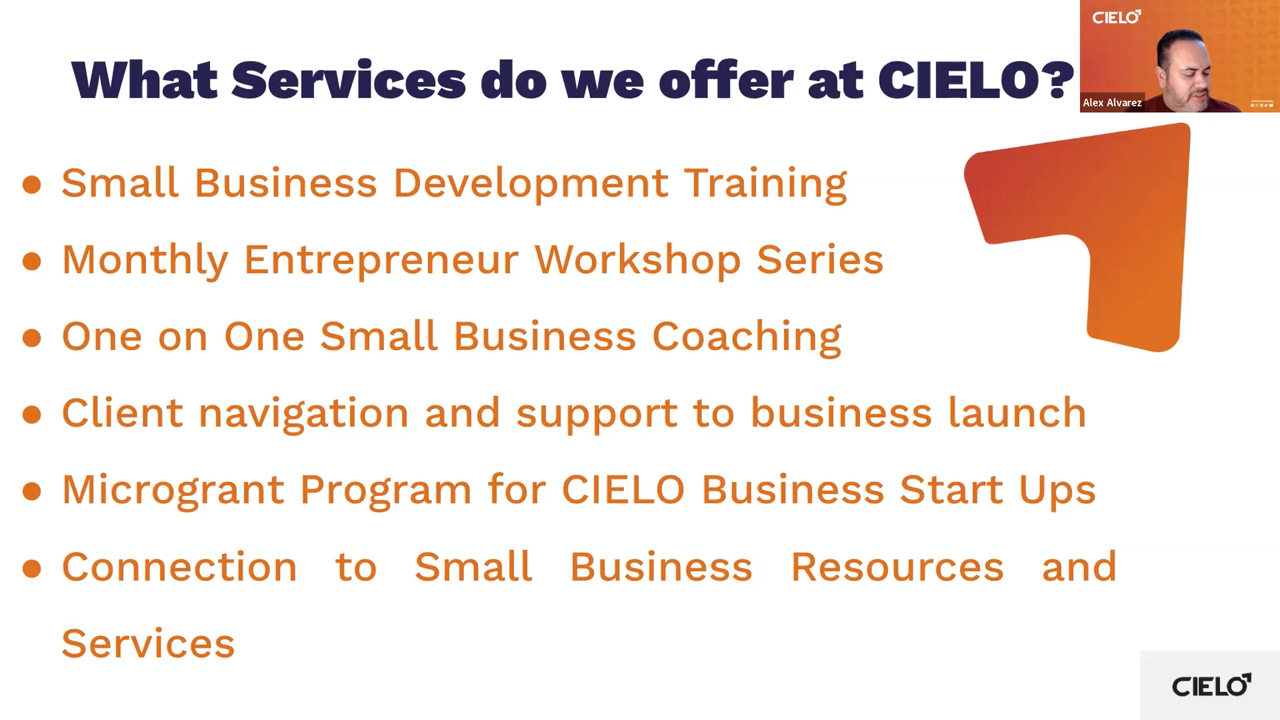 What Services do we offer at CIELO?
CIELO
Alex Alvarez
● Small Business Development Training
● Monthly Entrepreneur Workshop Series
● One on One Small Business Coaching
● Client navigation and support to business launch
● Microgrant Program for CIELO Business Start Ups
● Connection to Small Business Resources and
Services
CIELO